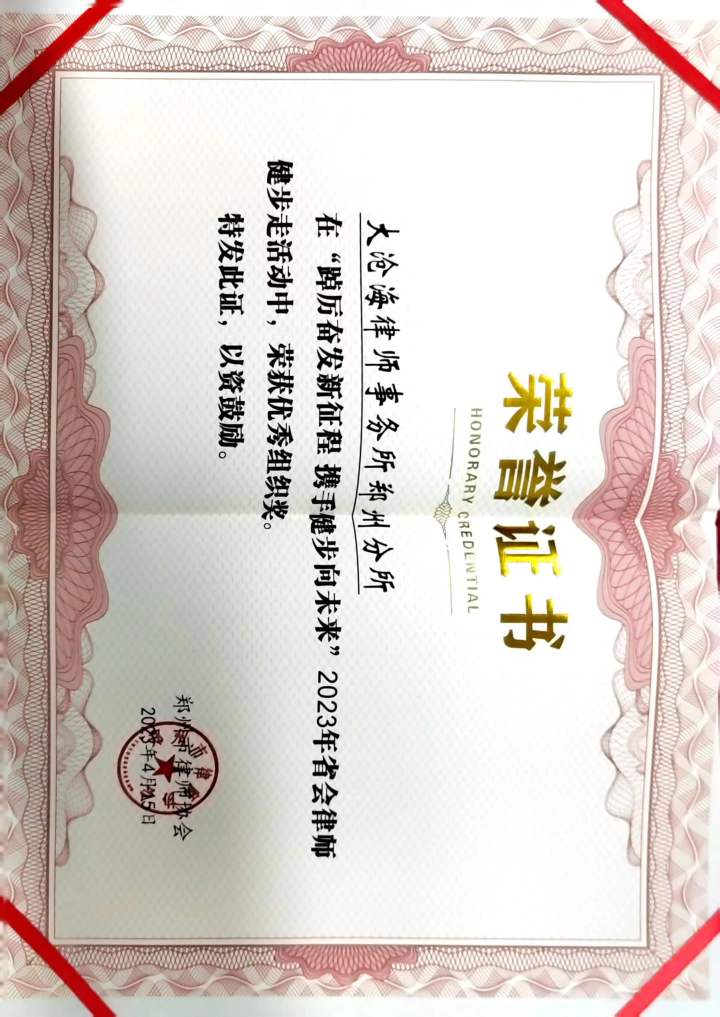 荣誉证书
HONORARY CREDENTIAL
大沧海律师事务所郑州分所
在“踔厉奋发新征程 携手健步向未来”2023年省会律师
健步走活动中，荣获优秀组织奖。
特发此证，以资鼓励。
郑州市律师协会
2023年4月15日